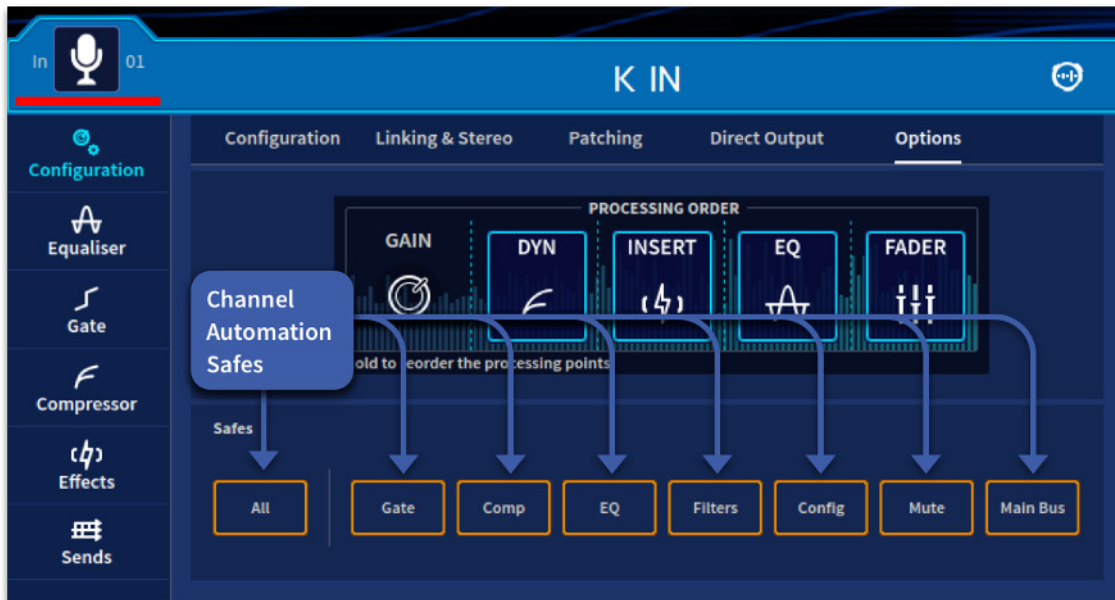 In 01
K IN
Configuration
Equaliser
Gate
Compressor
Effects
Sends
Configuration Linking & Stereo Patching Direct Output Options
PROCESSING ORDER
GAIN DYN INSERT EQ FADER
Channel
Automation
Safes
old to reorder the processing points
Safes
All Gate Comp EQ Filters Config Mute Main Bus